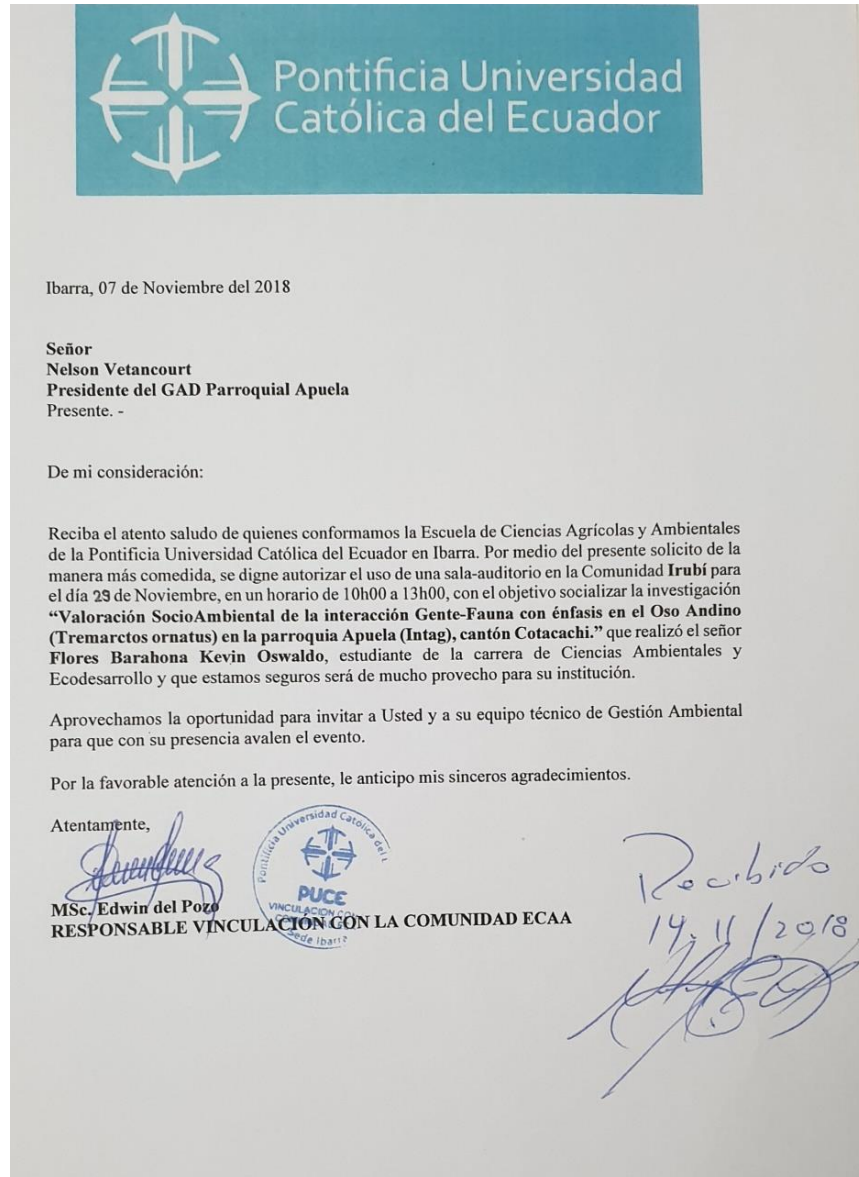 Pontificia Universidad
Católica del Ecuador
Ibarra, 07 de Noviembre del 2018
Señor
Nelson Vetancourt
Presidente del GAD Parroquial Apuela
Presente. -
De mi consideración:
Reciba el atento saludo de quienes conformamos la Escuela de Ciencias Agrícolas y Ambientales
de la Pontificia Universidad Católica del Ecuador en Ibarra. Por medio del presente solicito de la
manera más comedida, se digne autorizar el uso de una sala-auditorio en la Comunidad Irubí para
el día 29 de Noviembre, en un horario de 10h00 a 13h00, con el objetivo socializar la investigación
“Valoración SocioAmbiental de la interacción Gente-Fauna con énfasis en el Oso Andino
(Tremarctos ornatus) en la parroquia Apuela (Intag), cantón Cotacachi.” que realizó el señor
Flores Barahona Kevin Oswaldo, estudiante de la carrera de Ciencias Ambientales y
Ecodesarrollo y que estamos seguros será de mucho provecho para su institución.
Aprovechamos la oportunidad para invitar a Usted y a su equipo técnico de Gestión Ambiental
para que con su presencia avalen el evento.
Por la favorable atención a la presente, le anticipo mis sinceros agradecimientos.
Atentamente,
Pontificia Universidad Católica del
PUCE
VINCULACIÓN CON
Sede Ibarra
MSc. Edwin del Pozo
RESPONSABLE VINCULACIÓN CON LA COMUNIDAD ECAA
Recibido
14.11/2018